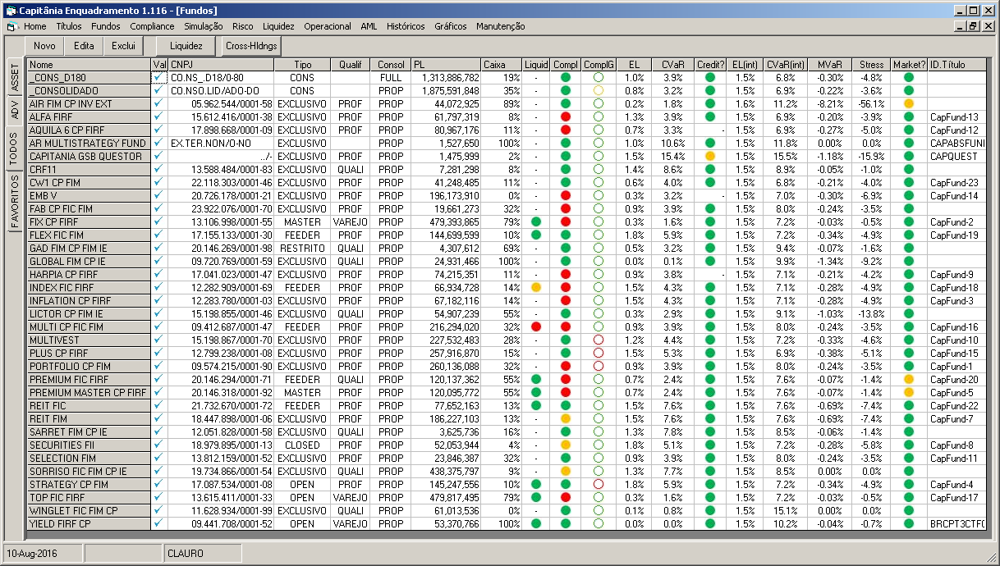 Capitânia Enquadramento 1.116 - [Fundos]
Home Títulos Fundos Compliance Simulação Risco Liquidez Operacional AML Históricos Gráficos Manutenção
Novo Edita Exclui Liquidez Cross-Hldngs
ASSET
ADV
TODOS
FAVORITOS
Nome Val CNPJ Tipo Qualif Consol PL Caixa Liquid Compl ComplG EL CVaR Credit? EL(int) CVaR(int) MVaR Stress Market? ID.Título
_CONS_D180 CO.NS_.D18/0-80 CONS FULL 1,313,886,782 19% - 1.0% 3.9% 1.5% 6.8% -0.30% -4.8%
_CONSOLIDADO CO.NSO.LID/ADO-DO CONS PROP 1,875,591,848 35% - 0.8% 3.2% 1.5% 6.9% -0.22% -3.6%
AIR FIM CP INV EXT 05.962.544/0001-58 EXCLUSIVO PROF PROP 44,072,925 89% - 0.2% 1.8% 1.6% 11.2% -8.21% -56.1%
ALFA FIRF 15.612.416/0001-38 EXCLUSIVO PROF PROP 61,797,319 8% - 1.3% 3.9% 1.5% 6.9% -0.20% -3.9% CapFund-13
AQUILA 6 CP FIRF 17.898.668/0001-09 EXCLUSIVO PROF PROP 80,967,176 11% - 0.7% 3.3% - 1.5% 6.9% -0.27% -5.0% CapFund-12
AR MULTISTRATEGY FUND EX.TER.NON/O-NO EXCLUSIVO PROP 1,527,650 100% - 1.0% 10.6% 1.5% 11.8% 0.00% 0.0% CAPABSFUNI
CAPITANIA GSB QUESTOR ../- EXCLUSIVO PROF PROP 1,475,999 2% - 1.5% 15.4% 1.5% 15.5% -1.18% -15.9% CAPQUEST
CRF11 13.588.484/0001-83 EXCLUSIVO QUALI PROP 7,281,298 8% - 1.4% 8.6% 1.5% 8.9% -0.05% -1.0%
CW1 CP FIM 22.118.303/0001-46 EXCLUSIVO PROF PROP 41,248,485 11% - 0.6% 4.0% 1.5% 6.8% -0.21% -4.0% CapFund-23
EMB V 20.726.178/0001-21 EXCLUSIVO PROF PROP 196,173,910 0% - 0.3% 3.2% - 1.5% 7.0% -0.30% -6.9% CapFund-14
FAB CP FIC FIM 23.922.076/0001-70 EXCLUSIVO PROF PROP 19,661,273 32% - 0.9% 3.9% 1.5% 8.0% -0.24% -3.5%
FIX CP FIRF 13.106.998/0001-55 MASTER VAREJO PROP 479,393,865 79% 0.3% 1.6% 1.5% 7.2% -0.03% -0.5% CapFund-2
FLEX FIC FIM 17.155.133/0001-30 FEEDER PROF PROP 144,699,599 10% 1.8% 5.9% 1.5% 7.2% -0.34% -4.9% CapFund-19
GAD FIM CP FIM IE 20.146.269/0001-98 RESTRITO QUALI PROP 4,307,612 69% - 0.5% 3.2% 1.5% 9.4% -0.07% -1.6%
GLOBAL FIM CP IE 09.720.769/0001-59 EXCLUSIVO QUALI PROP 24,931,466 100% - 0.0% 0.1% 1.5% 9.9% -1.34% -9.2%
HARPIA CP FIRF 17.041.023/0001-47 EXCLUSIVO PROF PROP 74,215,351 11% - 0.9% 3.8% - 1.5% 7.1% -0.21% -4.2% CapFund-9
INDEX FIC FIRF 12.282.909/0001-69 FEEDER PROF PROP 66,934,728 14% 1.5% 4.3% 1.5% 7.1% -0.28% -4.9% CapFund-18
INFLATION CP FIRF 12.283.780/0001-03 EXCLUSIVO PROF PROP 67,182,116 14% - 1.5% 4.3% 1.5% 7.1% -0.28% -4.9% CapFund-3
LICTOR CP FIM IE 15.198.855/0001-46 EXCLUSIVO QUALI PROP 54,907,239 55% - 0.3% 2.9% 1.5% 9.1% -1.03% -13.8%
MULTI CP FIC FIM 09.412.687/0001-47 FEEDER PROF PROP 216,294,020 32% 0.9% 3.9% 1.5% 8.0% -0.24% -3.5% CapFund-16
MULTIVEST 15.198.867/0001-70 EXCLUSIVO PROF PROP 227,532,483 28% - 1.2% 4.4% 1.5% 7.2% -0.33% -4.6% CapFund-10
PLUS CP FIRF 12.799.238/0001-08 EXCLUSIVO PROF PROP 257,916,870 15% - 1.5% 5.3% 1.5% 6.9% -0.38% -5.1% CapFund-15
PORTFOLIO CP FIM 09.574.215/0001-90 EXCLUSIVO PROF PROP 260,136,088 32% - 0.9% 3.9% 1.5% 8.0% -0.24% -3.5% CapFund-1
PREMIUM FIC FIRF 20.146.294/0001-71 FEEDER QUALI PROP 120,137,362 55% 0.7% 2.4% 1.5% 7.6% -0.07% -1.4% CapFund-20
PREMIUM MASTER CP FIRF 20.146.318/0001-92 MASTER QUALI PROP 120,095,772 55% 0.7% 2.4% 1.5% 7.6% -0.07% -1.4% CapFund-5
REIT FIC 21.732.670/0001-72 FEEDER PROF PROP 77,652,163 13% 1.5% 7.6% 1.5% 7.6% -0.69% -7.4% CapFund-22
REIT FIM 18.447.898/0001-06 EXCLUSIVO PROF PROP 186,227,103 13% - 1.5% 7.6% 1.5% 7.6% -0.69% -7.4% CapFund-7
SARRET FIM CP IE 12.051.828/0001-58 EXCLUSIVO QUALI PROP 3,625,736 16% - 1.3% 7.8% 1.5% 8.5% -0.06% -1.4%
SECURITIES FII 18.979.895/0001-13 CLOSED PROF PROP 52,053,944 4% - 1.8% 5.1% 1.5% 7.2% -0.28% -5.8% CapFund-8
SELECTION FIM 13.812.159/0001-52 EXCLUSIVO PROF PROP 23,846,387 32% - 0.9% 3.9% 1.5% 8.0% -0.24% -3.5% CapFund-11
SORRISO FIC FIM CP IE 19.734.866/0001-54 EXCLUSIVO QUALI PROP 438,375,797 9% - 1.3% 7.7% 1.5% 8.5% 0.00% 0.0%
STRATEGY CP FIM 17.087.534/0001-08 OPEN PROF PROP 145,247,556 10% 1.8% 5.9% 1.5% 7.2% -0.34% -4.9% CapFund-4
TOP FIC FIRF 13.615.411/0001-33 OPEN VAREJO PROP 479,817,495 79% 0.3% 1.6% 1.5% 7.2% -0.03% -0.5% CapFund-17
WINGLET FIC FIM CP 11.628.934/0001-99 EXCLUSIVO QUALI PROP 61,013,536 0% - 0.1% 0.8% 1.5% 15.1% 0.00% 0.0%
YIELD FIRF CP 09.441.708/0001-52 OPEN VAREJO PROP 53,370,766 100% 0.0% 0.0% 1.5% 10.2% -0.04% -0.7% BRCPT3CTF
10-Aug-2016 CLAURO